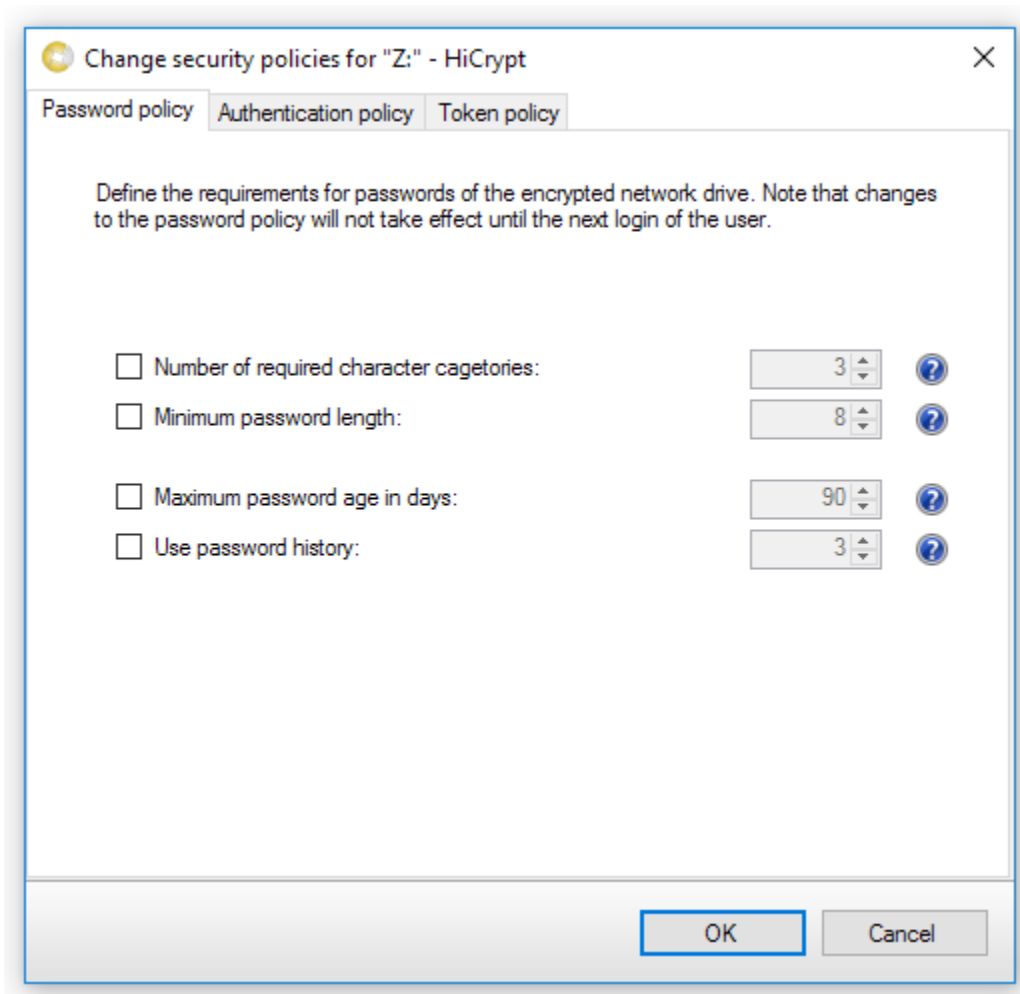 Change security policies for "Z:" - HiCrypt
Password policy Authentication policy Token policy
Define the requirements for passwords of the encrypted network drive. Note that changes
to the password policy will not take effect until the next login of the user.
Number of required character cagetories: 3
Minimum password length: 8
Maximum password age in days: 90
Use password history: 3
OK Cancel